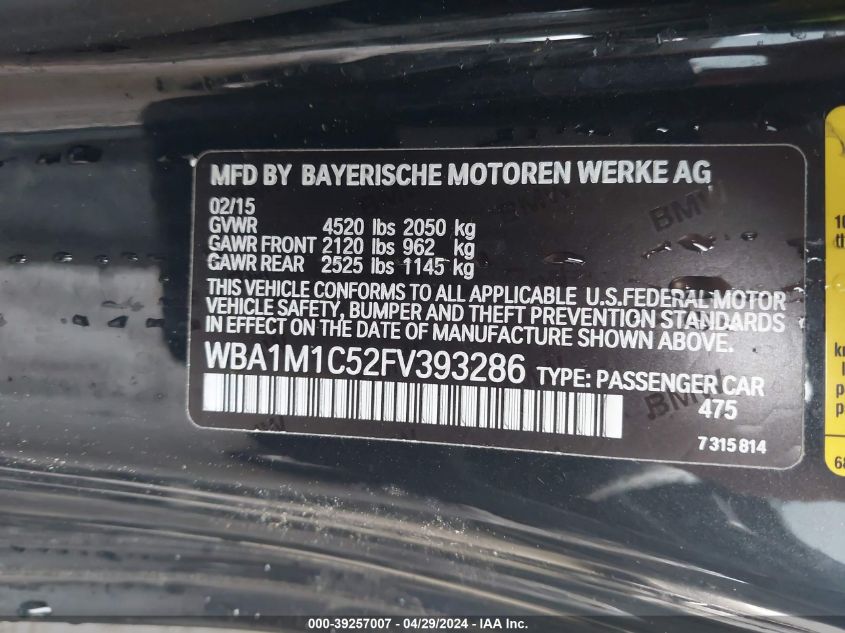 MFD BY BAYERISCHE MOTOREN WERKE AG
02/15
GVWR 4520 lbs 2050 kg
GAWR FRONT 2120 lbs 962 kg
GAWR REAR 2525 lbs 1145 kg
THIS VEHICLE CONFORMS TO ALL APPLICABLE U.S.FEDERAL MOTOR
VEHICLE SAFETY, BUMPER AND THEFT PREVENTION STANDARDS
IN EFFECT ON THE DATE OF MANUFACTURE SHOWN ABOVE.
WBA1M1C52FV393286 TYPE: PASSENGER CAR
475
7 315 814
000-39257007 - 04/29/2024 - IAA Inc.